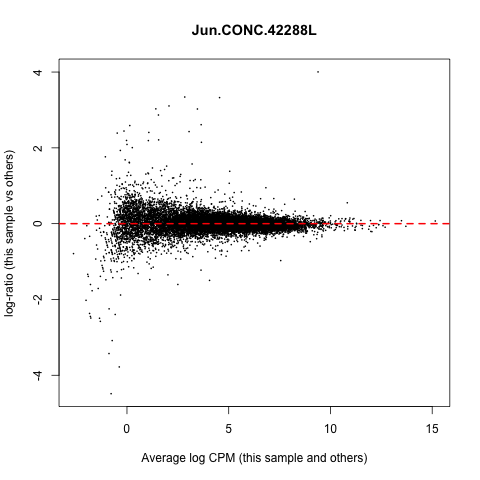 Jun.CONC.42288L
log-ratio (this sample vs others)
4
2
0
-2
-4
0 5 10 15
Average log CPM (this sample and others)